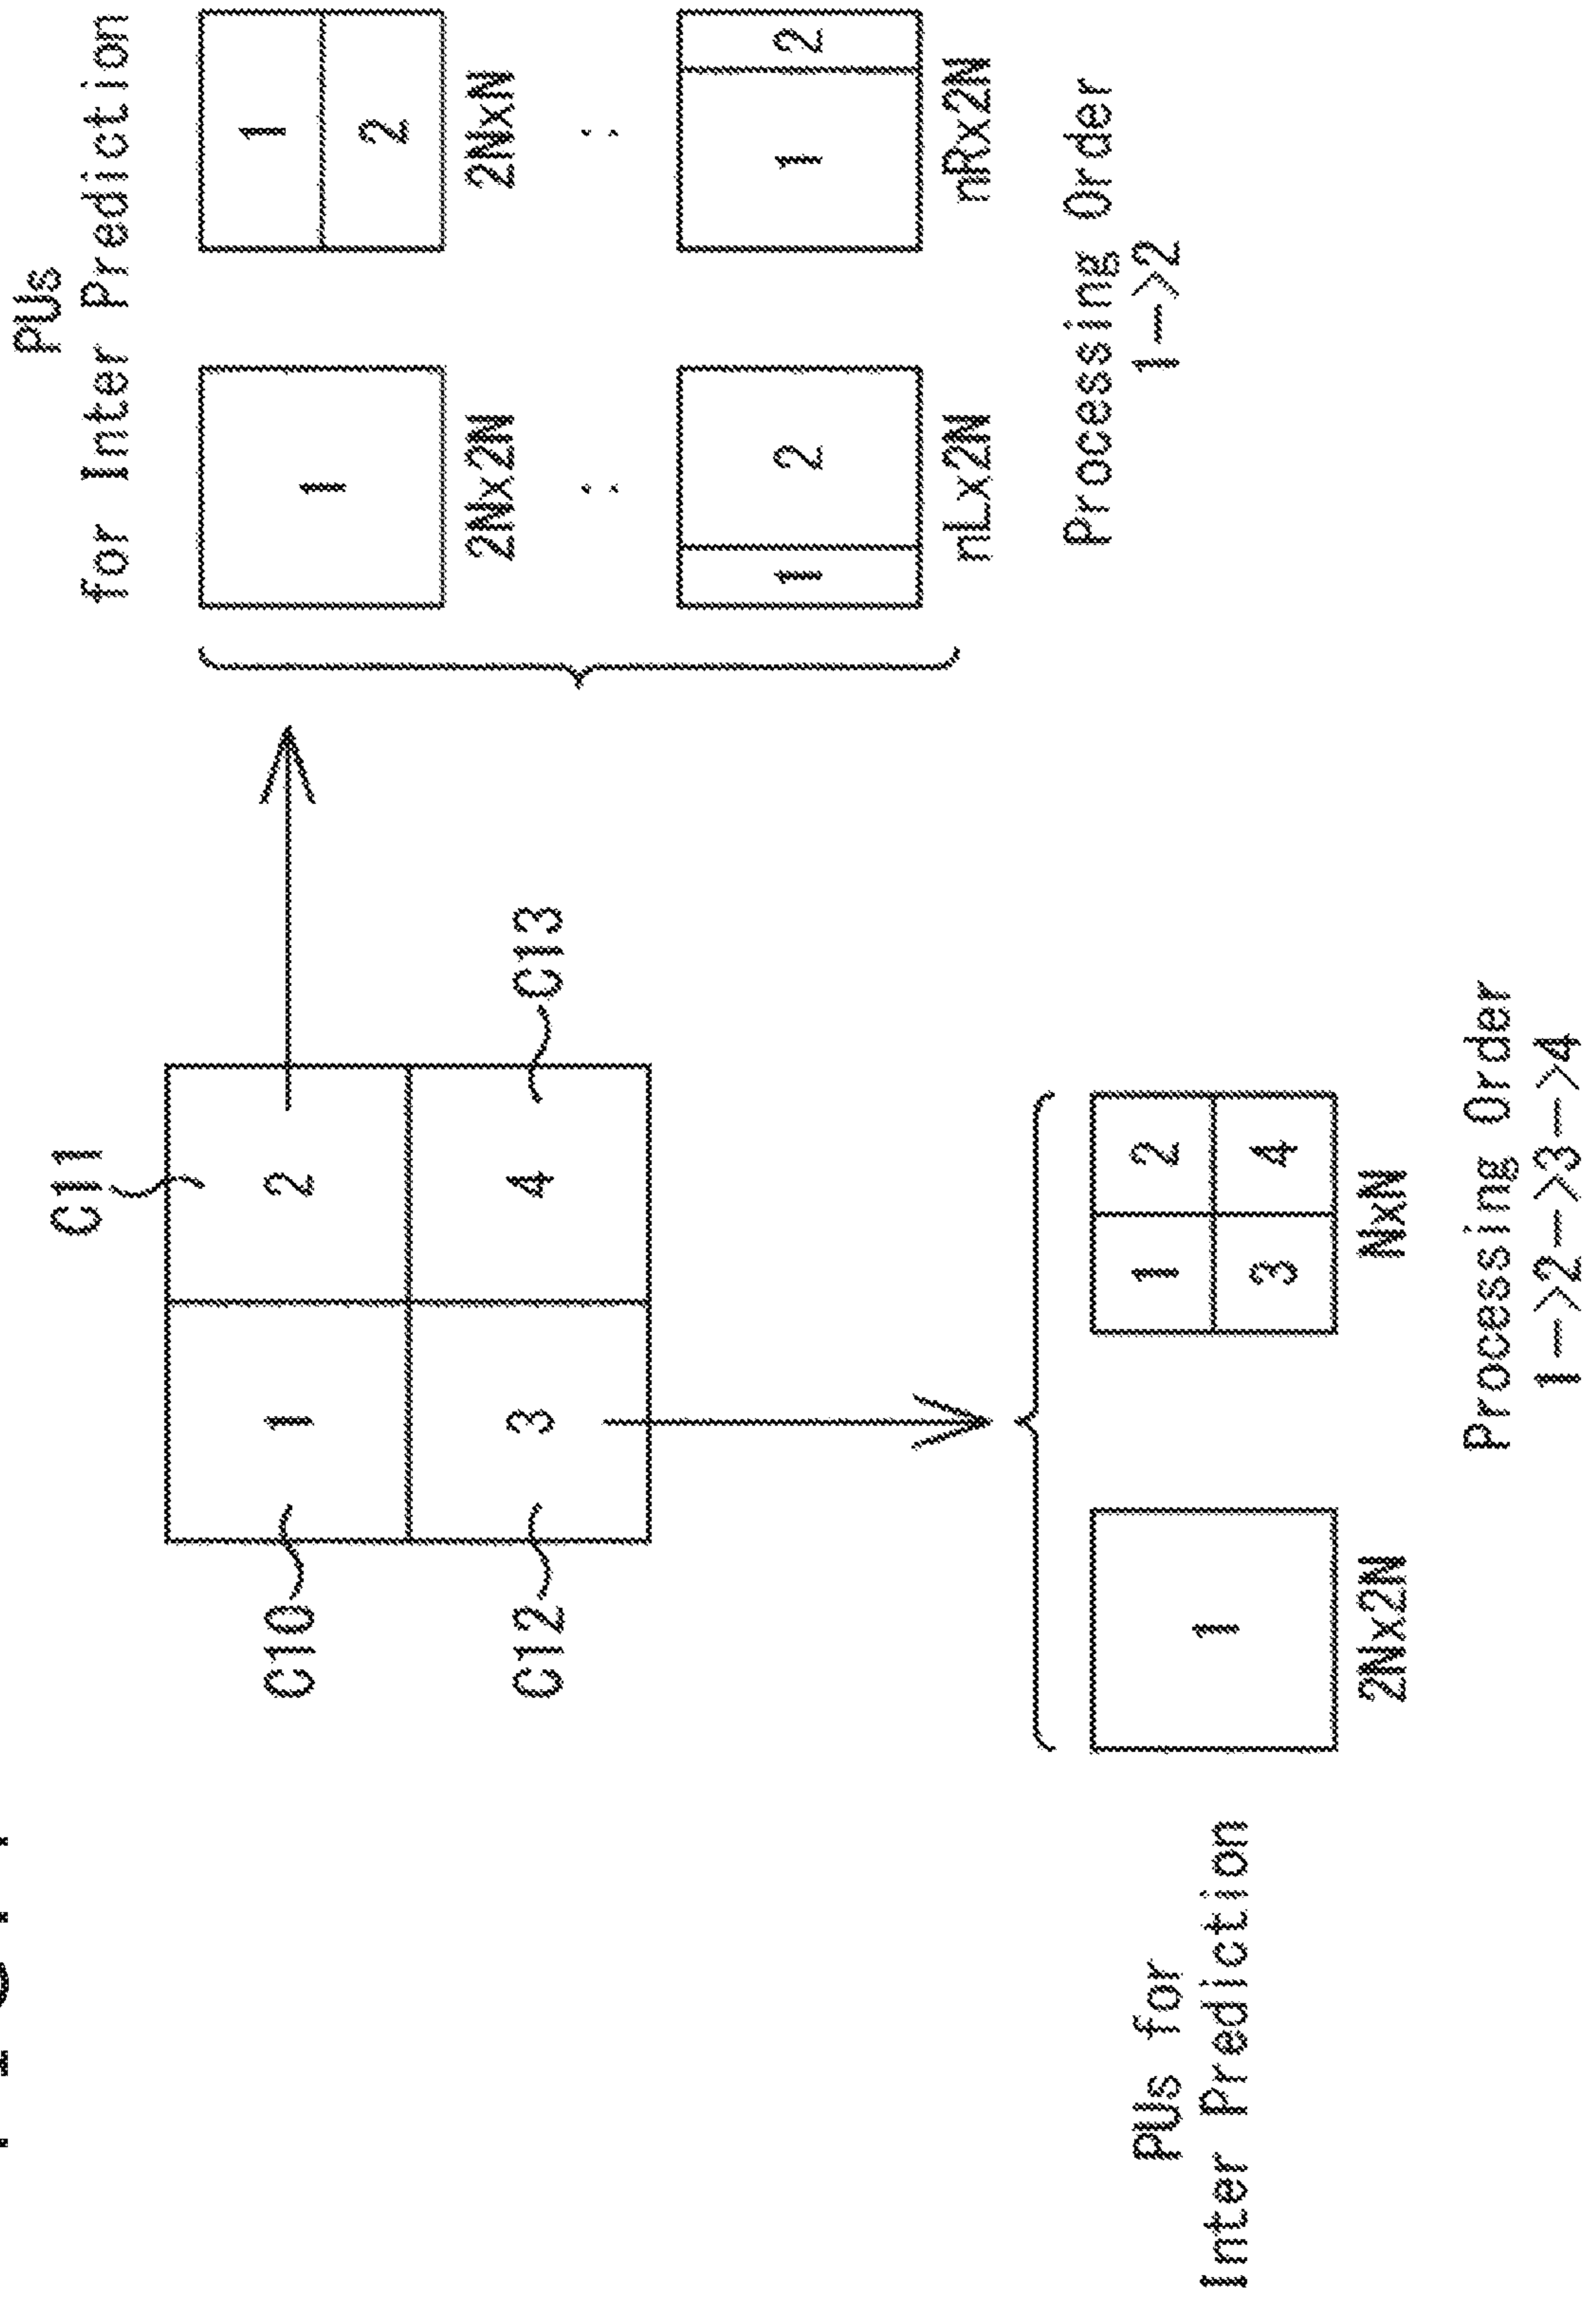 PUs
for Inter Prediction
1
1
2
2Nx2N
2NxN
:
:
1
2
1
2
nLx2N
nRx2N
Processing Order
1—>2
C11
C10
1
2
C12
3
4
C13
PUs for
Inter Prediction
1
1
2
3
4
2Nx2N
NxN
Processing Order
1—>2—>3—>4